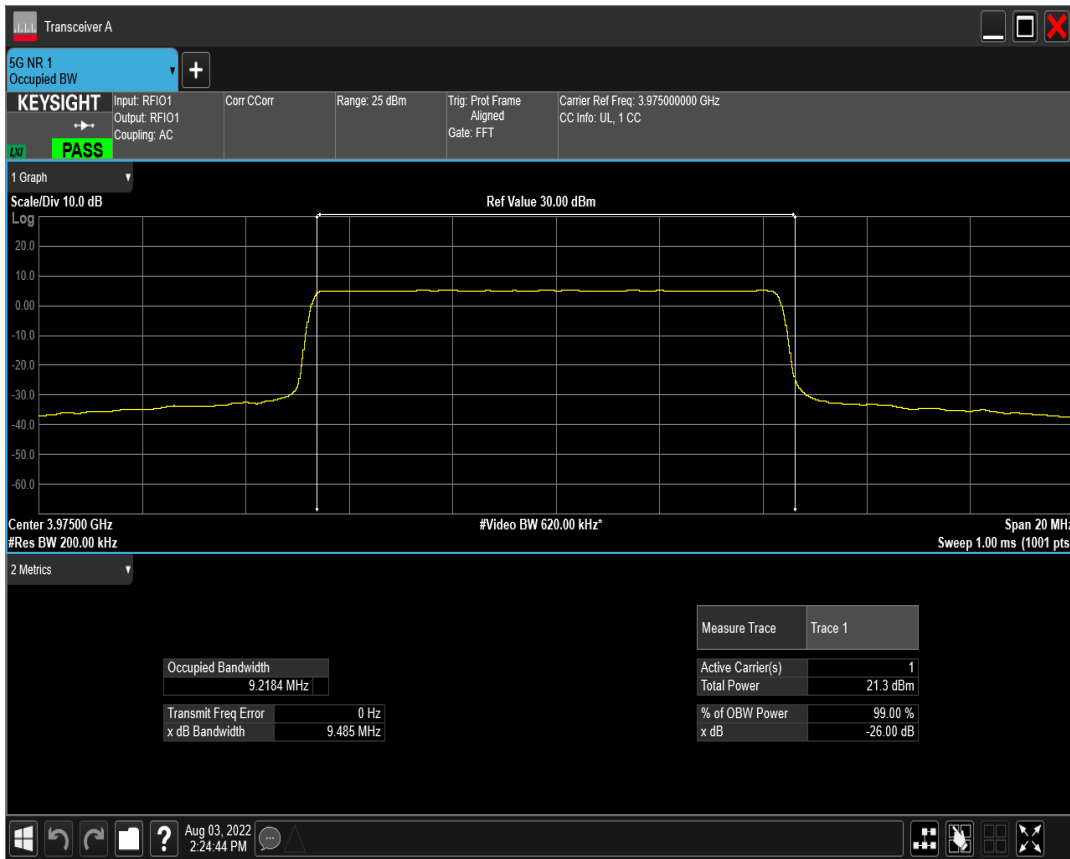 Transceiver A
5G NR 1
Occupied BW
+
KEYSIGHT
LXI
PASS
Input: RFIO1
Output: RFIO1
Coupling: AC
Corr CCorr
Range: 25 dBm
Trig: Prot Frame
Aligned
Gate: FFT
Carrier Ref Freq: 3.975000000 GHz
CC Info: UL, 1 CC
1 Graph
Scale/Div 10.0 dB
Ref Value 30.00 dBm
Log
20.0
10.0
0.00
-10.0
-20.0
-30.0
-40.0
-50.0
-60.0
Center 3.97500 GHz
#Video BW 620.00 kHz*
Span 20 MHz
#Res BW 200.00 kHz
Sweep 1.00 ms (1001 pts
2 Metrics
Measure Trace Trace 1
Occupied Bandwidth
9.2184 MHz
Active Carrier(s) 1
Total Power 21.3 dBm
Transmit Freq Error 0 Hz
x dB Bandwidth 9.485 MHz
% of OBW Power 99.00 %
x dB -26.00 dB
?
Aug 03, 2022
2:24:44 PM